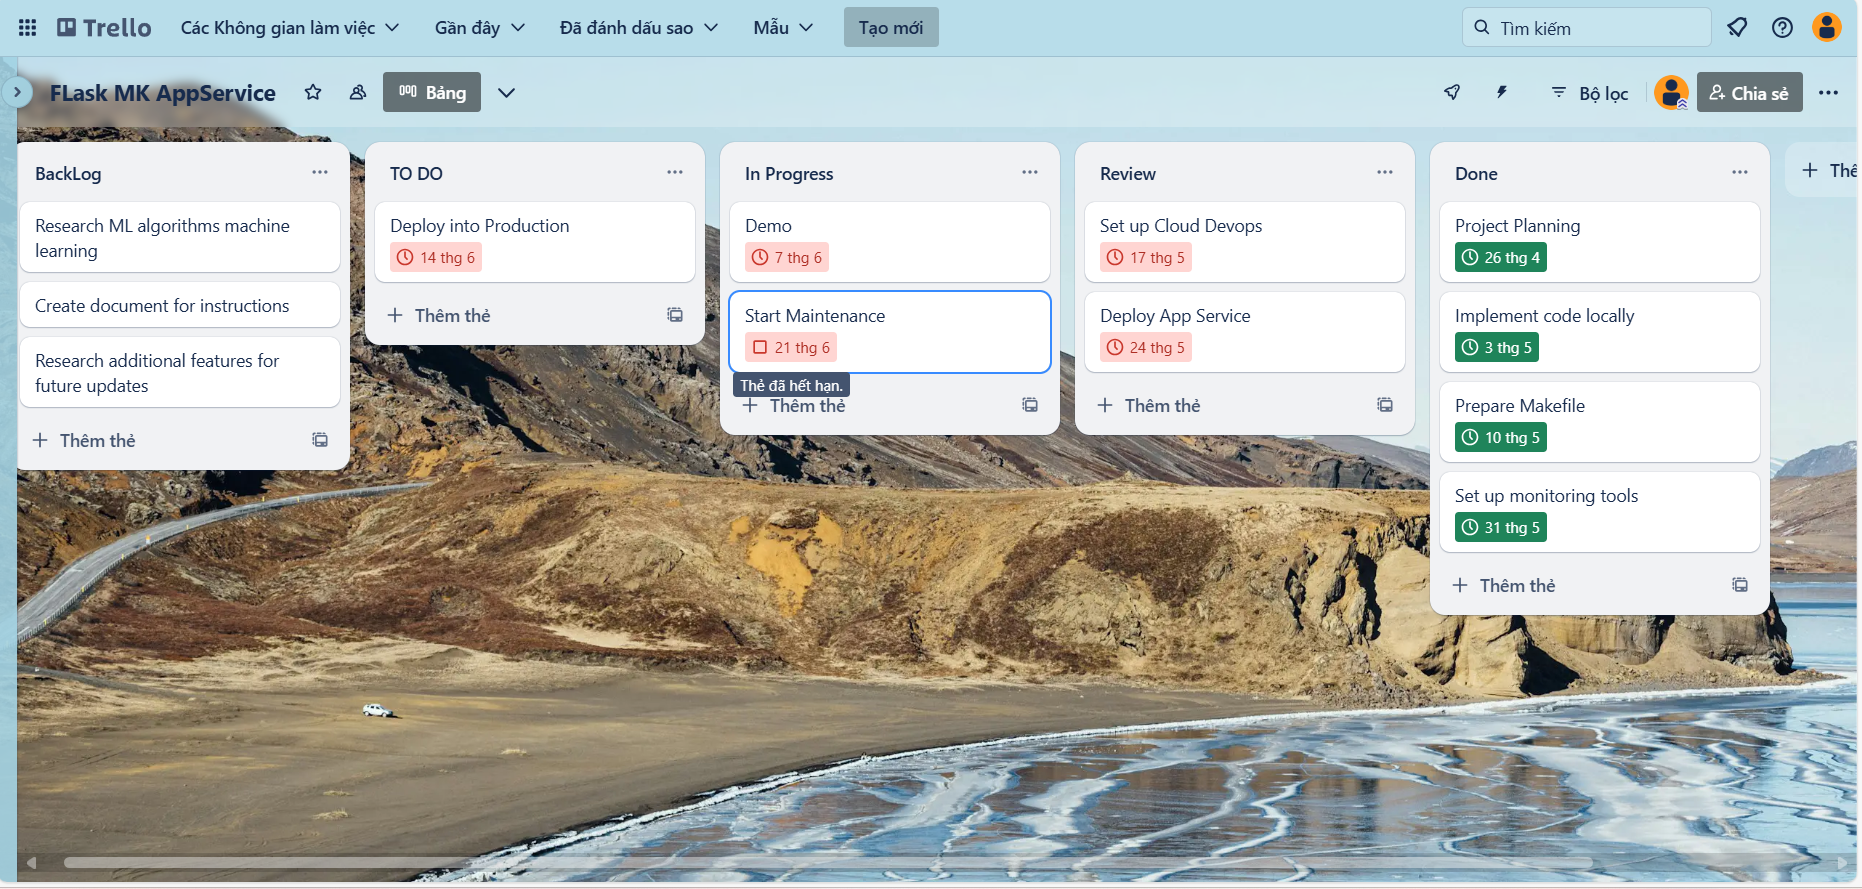 Trello
Các Không gian làm việc
Gần đây
Đã đánh dấu sao
Mẫu
Tạo mới
Tìm kiếm
FLask MK AppService
Bảng
Bộ lọc
Chia sẻ
BackLog
Research ML algorithms machine
learning
Create document for instructions
Research additional features for
future updates
Thêm thẻ
TO DO
Deploy into Production
14 thg 6
Thêm thẻ
In Progress
Demo
7 thg 6
Start Maintenance
21 thg 6
Thẻ đã hết hạn.
Thêm thẻ
Review
Set up Cloud Devops
17 thg 5
Deploy App Service
24 thg 5
Thêm thẻ
Done
Project Planning
26 thg 4
Implement code locally
3 thg 5
Prepare Makefile
10 thg 5
Set up monitoring tools
31 thg 5
Thêm thẻ